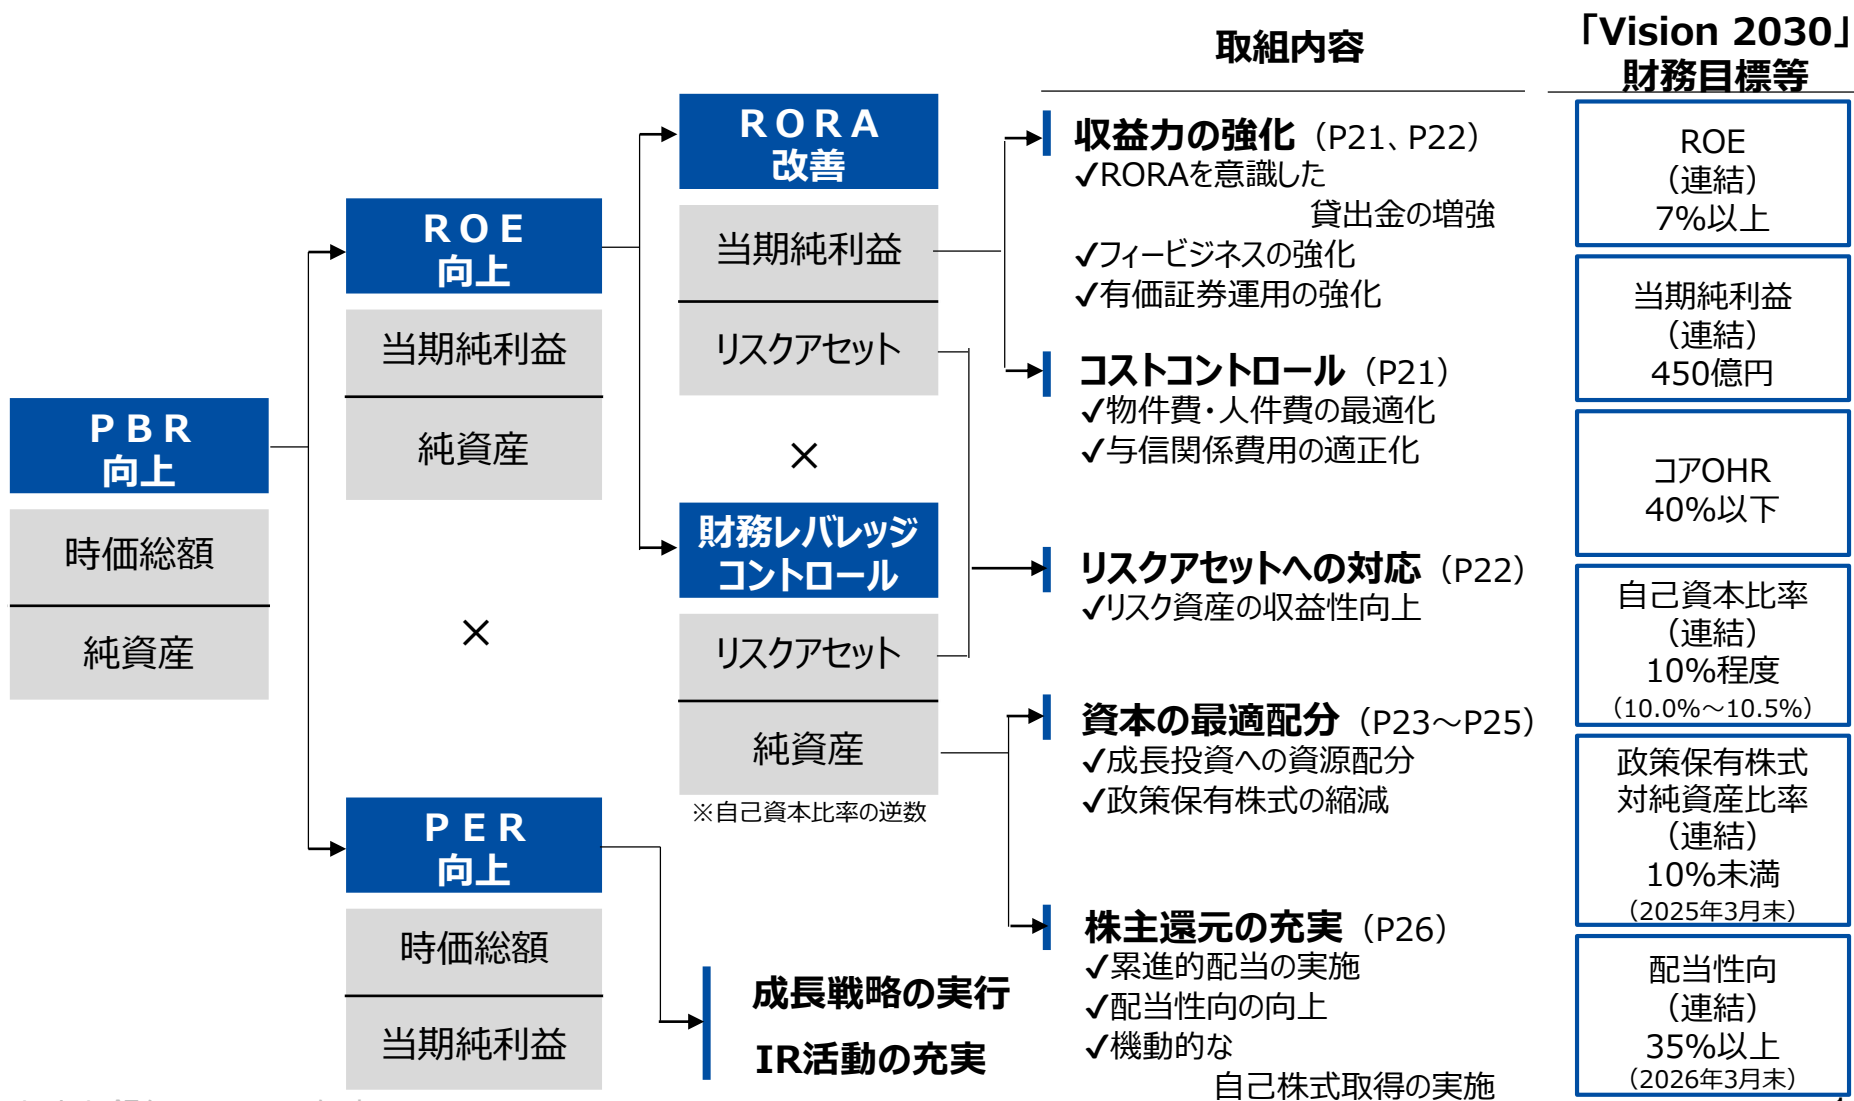 取組内容
「Vision 2030」
財務目標等
PBR
向上
時価総額
純資産
ROE
向上
当期純利益
純資産
×
PER
向上
時価総額
当期純利益
RORA
改善
当期純利益
リスクアセット
×
財務レバレッジ
コントロール
リスクアセット
純資産
※自己資本比率の逆数
成長戦略の実行
IR活動の充実
収益力の強化（P21、P22）
✓RORAを意識した
貸出金の増強
✓フィービジネスの強化
✓有価証券運用の強化
コストコントロール（P21）
✓物件費・人件費の最適化
✓与信関係費用の適正化
リスクアセットへの対応（P22）
✓リスク資産の収益性向上
資本の最適配分（P23～P25）
✓成長投資への資源配分
✓政策保有株式の縮減
株主還元の充実（P26）
✓累進的配当の実施
✓配当性向の向上
✓機動的な
自己株式取得の実施
ROE
（連結）
7%以上
当期純利益
（連結）
450億円
コアOHR
40%以下
自己資本比率
（連結）
10%程度
（10.0%～10.5%）
政策保有株式
対純資産比率
（連結）
10%未満
（2025年3月末）
配当性向
（連結）
35%以上
（2026年3月末）